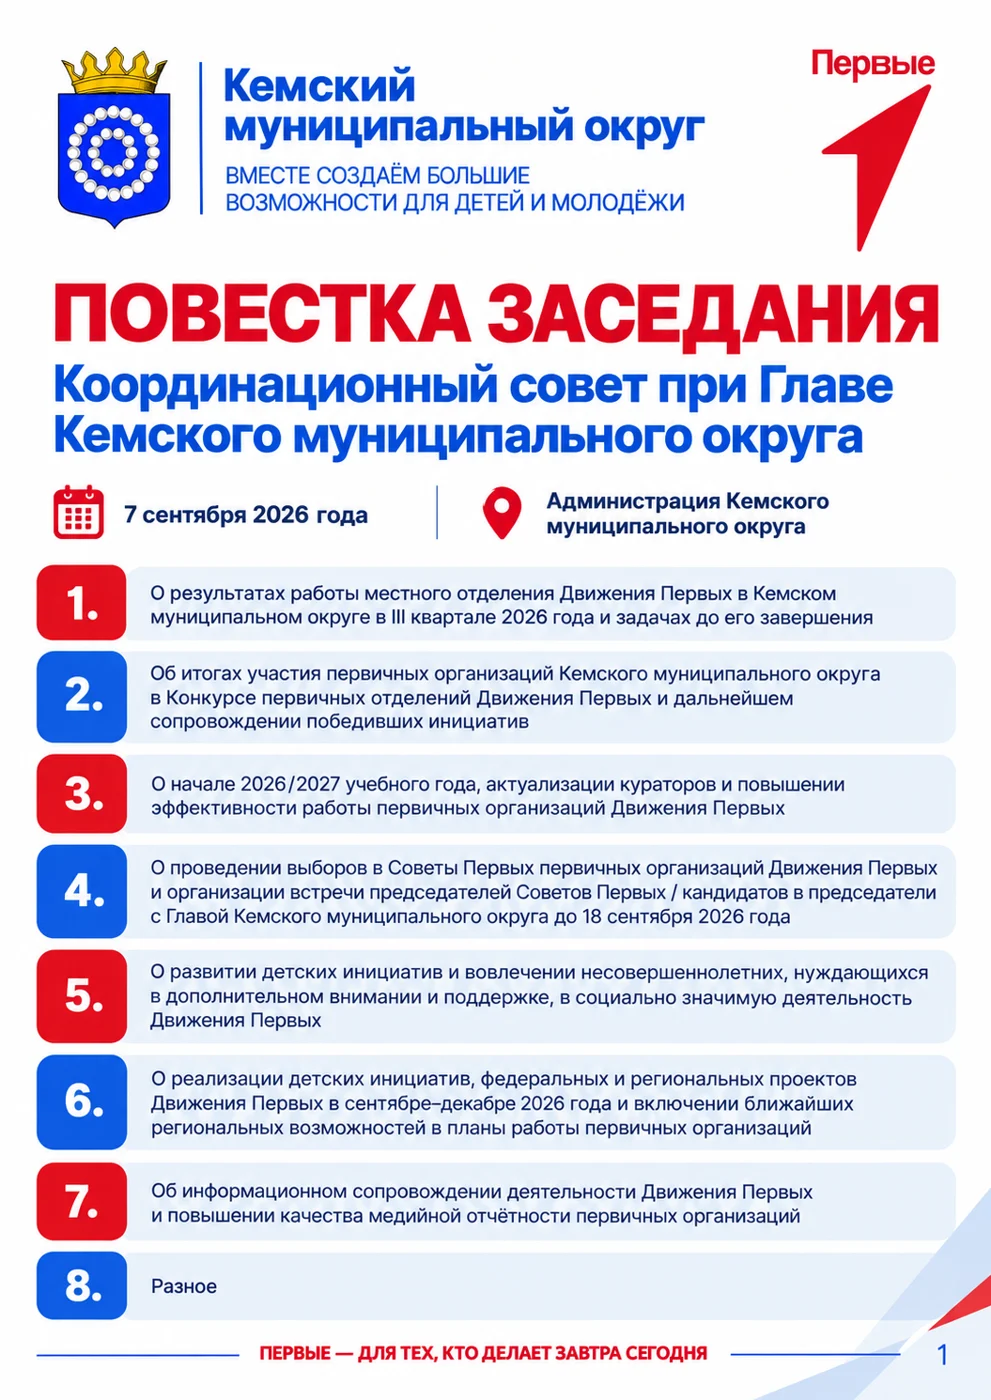 Кемский
муниципальный округ
ВМЕСТЕ СОЗДАЁМ БОЛЬШИЕ
ВОЗМОЖНОСТИ ДЛЯ ДЕТЕЙ И МОЛОДЁЖИ
Первые
ПОВЕСТКА ЗАСЕДАНИЯ
Координационный совет при Главе
Кемского муниципального округа
7 сентября 2026 года
Администрация Кемского
муниципального округа
1.
О результатах работы местного отделения Движения Первых в Кемском
муниципальном округе в III квартале 2026 года и задачах до его завершения
2.
Об итогах участия первичных организаций Кемского муниципального округа
в Конкурсе первичных отделений Движения Первых и дальнейшем
сопровождении победивших инициатив
3.
О начале 2026/2027 учебного года, актуализации кураторов и повышении
эффективности работы первичных организаций Движения Первых
4.
О проведении выборов в Советы Первых первичных организаций Движения Первых
и организации встречи председателей Советов Первых / кандидатов в председатели
с Главой Кемского муниципального округа до 18 сентября 2026 года
5.
О развитии детских инициатив и вовлечении несовершеннолетних, нуждающихся
в дополнительном внимании и поддержке, в социально значимую деятельность
Движения Первых
6.
О реализации детских инициатив, федеральных и региональных проектов
Движения Первых в сентябре–декабре 2026 года и включении ближайших
региональных возможностей в планы работы первичных организаций
7.
Об информационном сопровождении деятельности Движения Первых
и повышении качества медийной отчётности первичных организаций
8.
Разное
ПЕРВЫЕ — ДЛЯ ТЕХ, КТО ДЕЛАЕТ ЗАВТРА СЕГОДНЯ
1